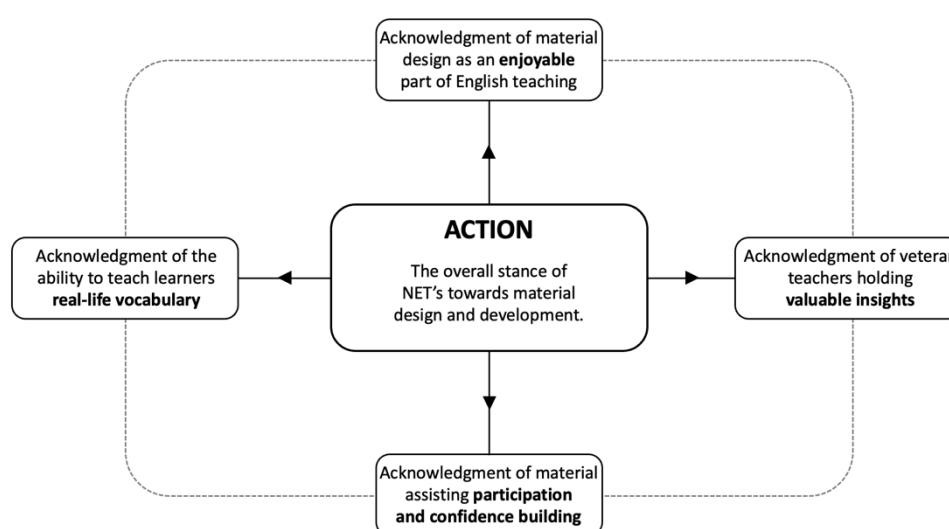 Acknowledgment of material
design as an enjoyable
part of English teaching
ACTION
The overall stance of
NET's towards material
design and development.
Acknowledgment of the
ability to teach learners
real-life vocabulary
Acknowledgment of veteran
teachers holding
valuable insights
Acknowledgment of material
assisting participation
and confidence building